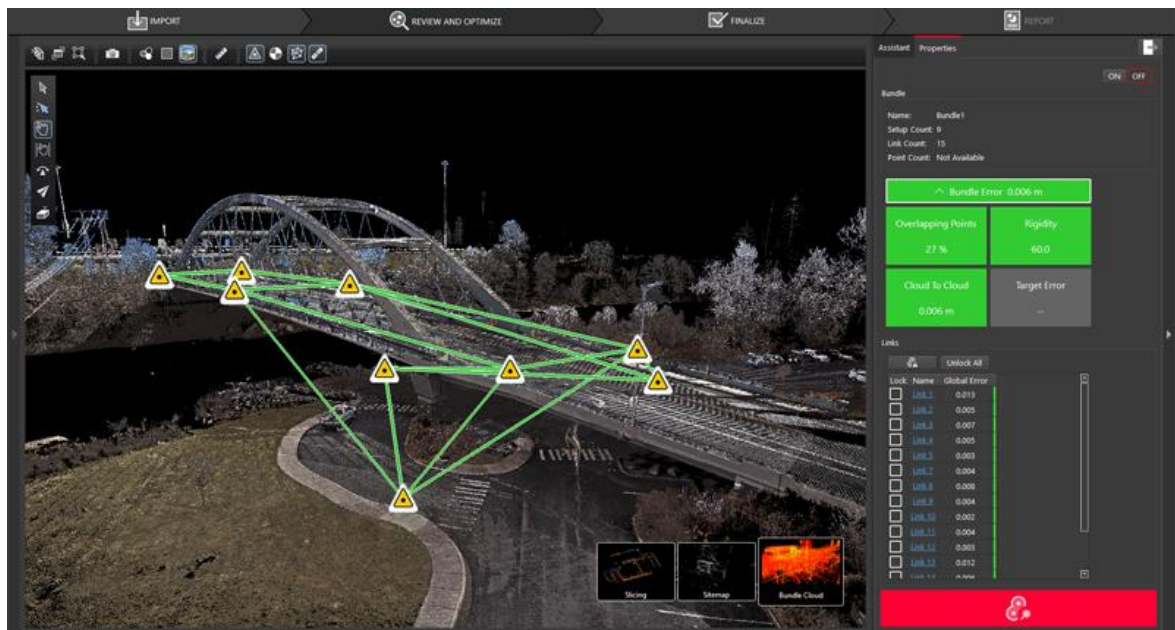 IMPORT
REVIEW AND OPTIMIZE
FINALIZE
REPORT
Assistant Properties
ON OFF
Bundle
Name: Bundle1
Setup Count: 9
Link Count: 15
Point Count: Not Available
Bundle Error 0.006 m
Overlapping Points Rigidity
27 % 60.0
Cloud To Cloud Target Error
0.006 m --
Links
Unlock All
Lock Name Global Error
Link 1 0.013
Link 2 0.005
Link 3 0.007
Link 4 0.005
Link 5 0.003
Link 7 0.004
Link 8 0.008
Link 9 0.004
Link 10 0.002
Link 11 0.004
Link 12 0.003
Link 13 0.012
Slicing Sitemap Bundle Cloud